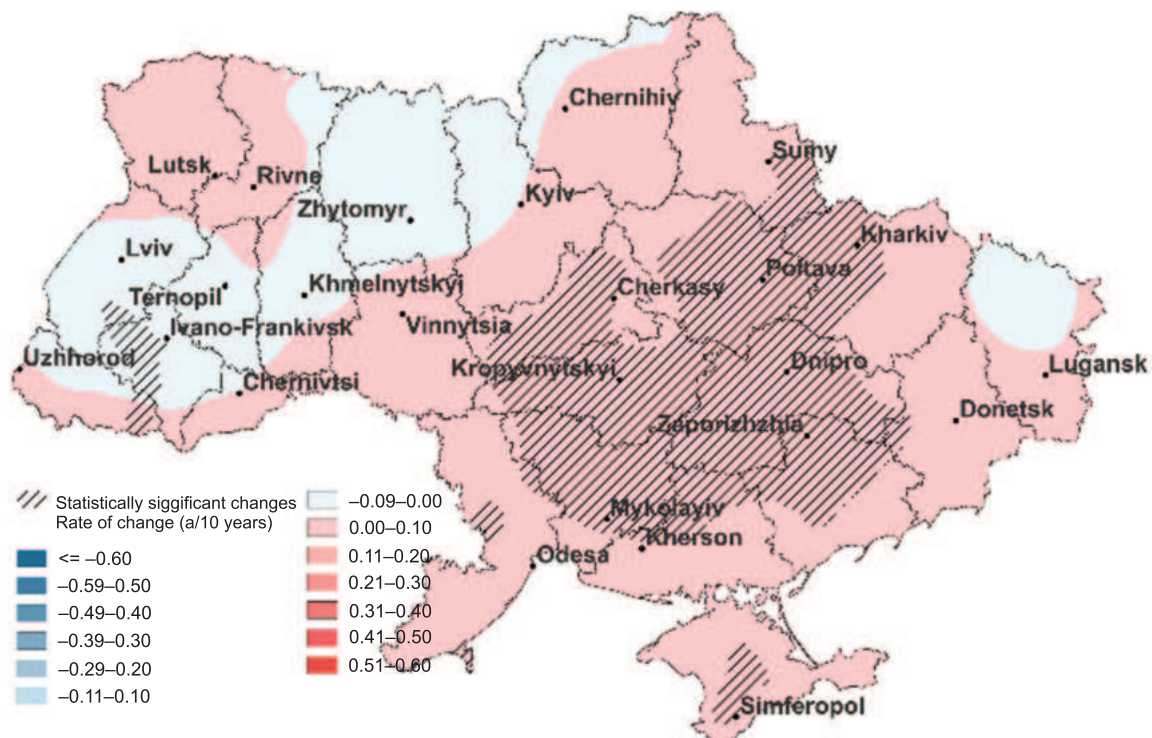 Chernihiv
Sumy
Lutsk
Rivne
Kyiv
Zhytomyr
Kharkiv
Lviv
Poltava
Khmelnytskyi
Cherkasy
Ternopil
Ivano-Frankivsk
Vinnytsia
Uzhhorod
Kropyvnytskyi
Dnipro
Lugansk
Chernivtsi
Donetsk
Zaporizhzhia
Mykolayiv
Kherson
Odesa
Simferopol
Statistically siggificant changes
Rate of change (a/10 years)
<= –0.60
–0.59–0.50
–0.49–0.40
–0.39–0.30
–0.29–0.20
–0.11–0.10
–0.09–0.00
0.00–0.10
0.11–0.20
0.21–0.30
0.31–0.40
0.41–0.50
0.51–0.60